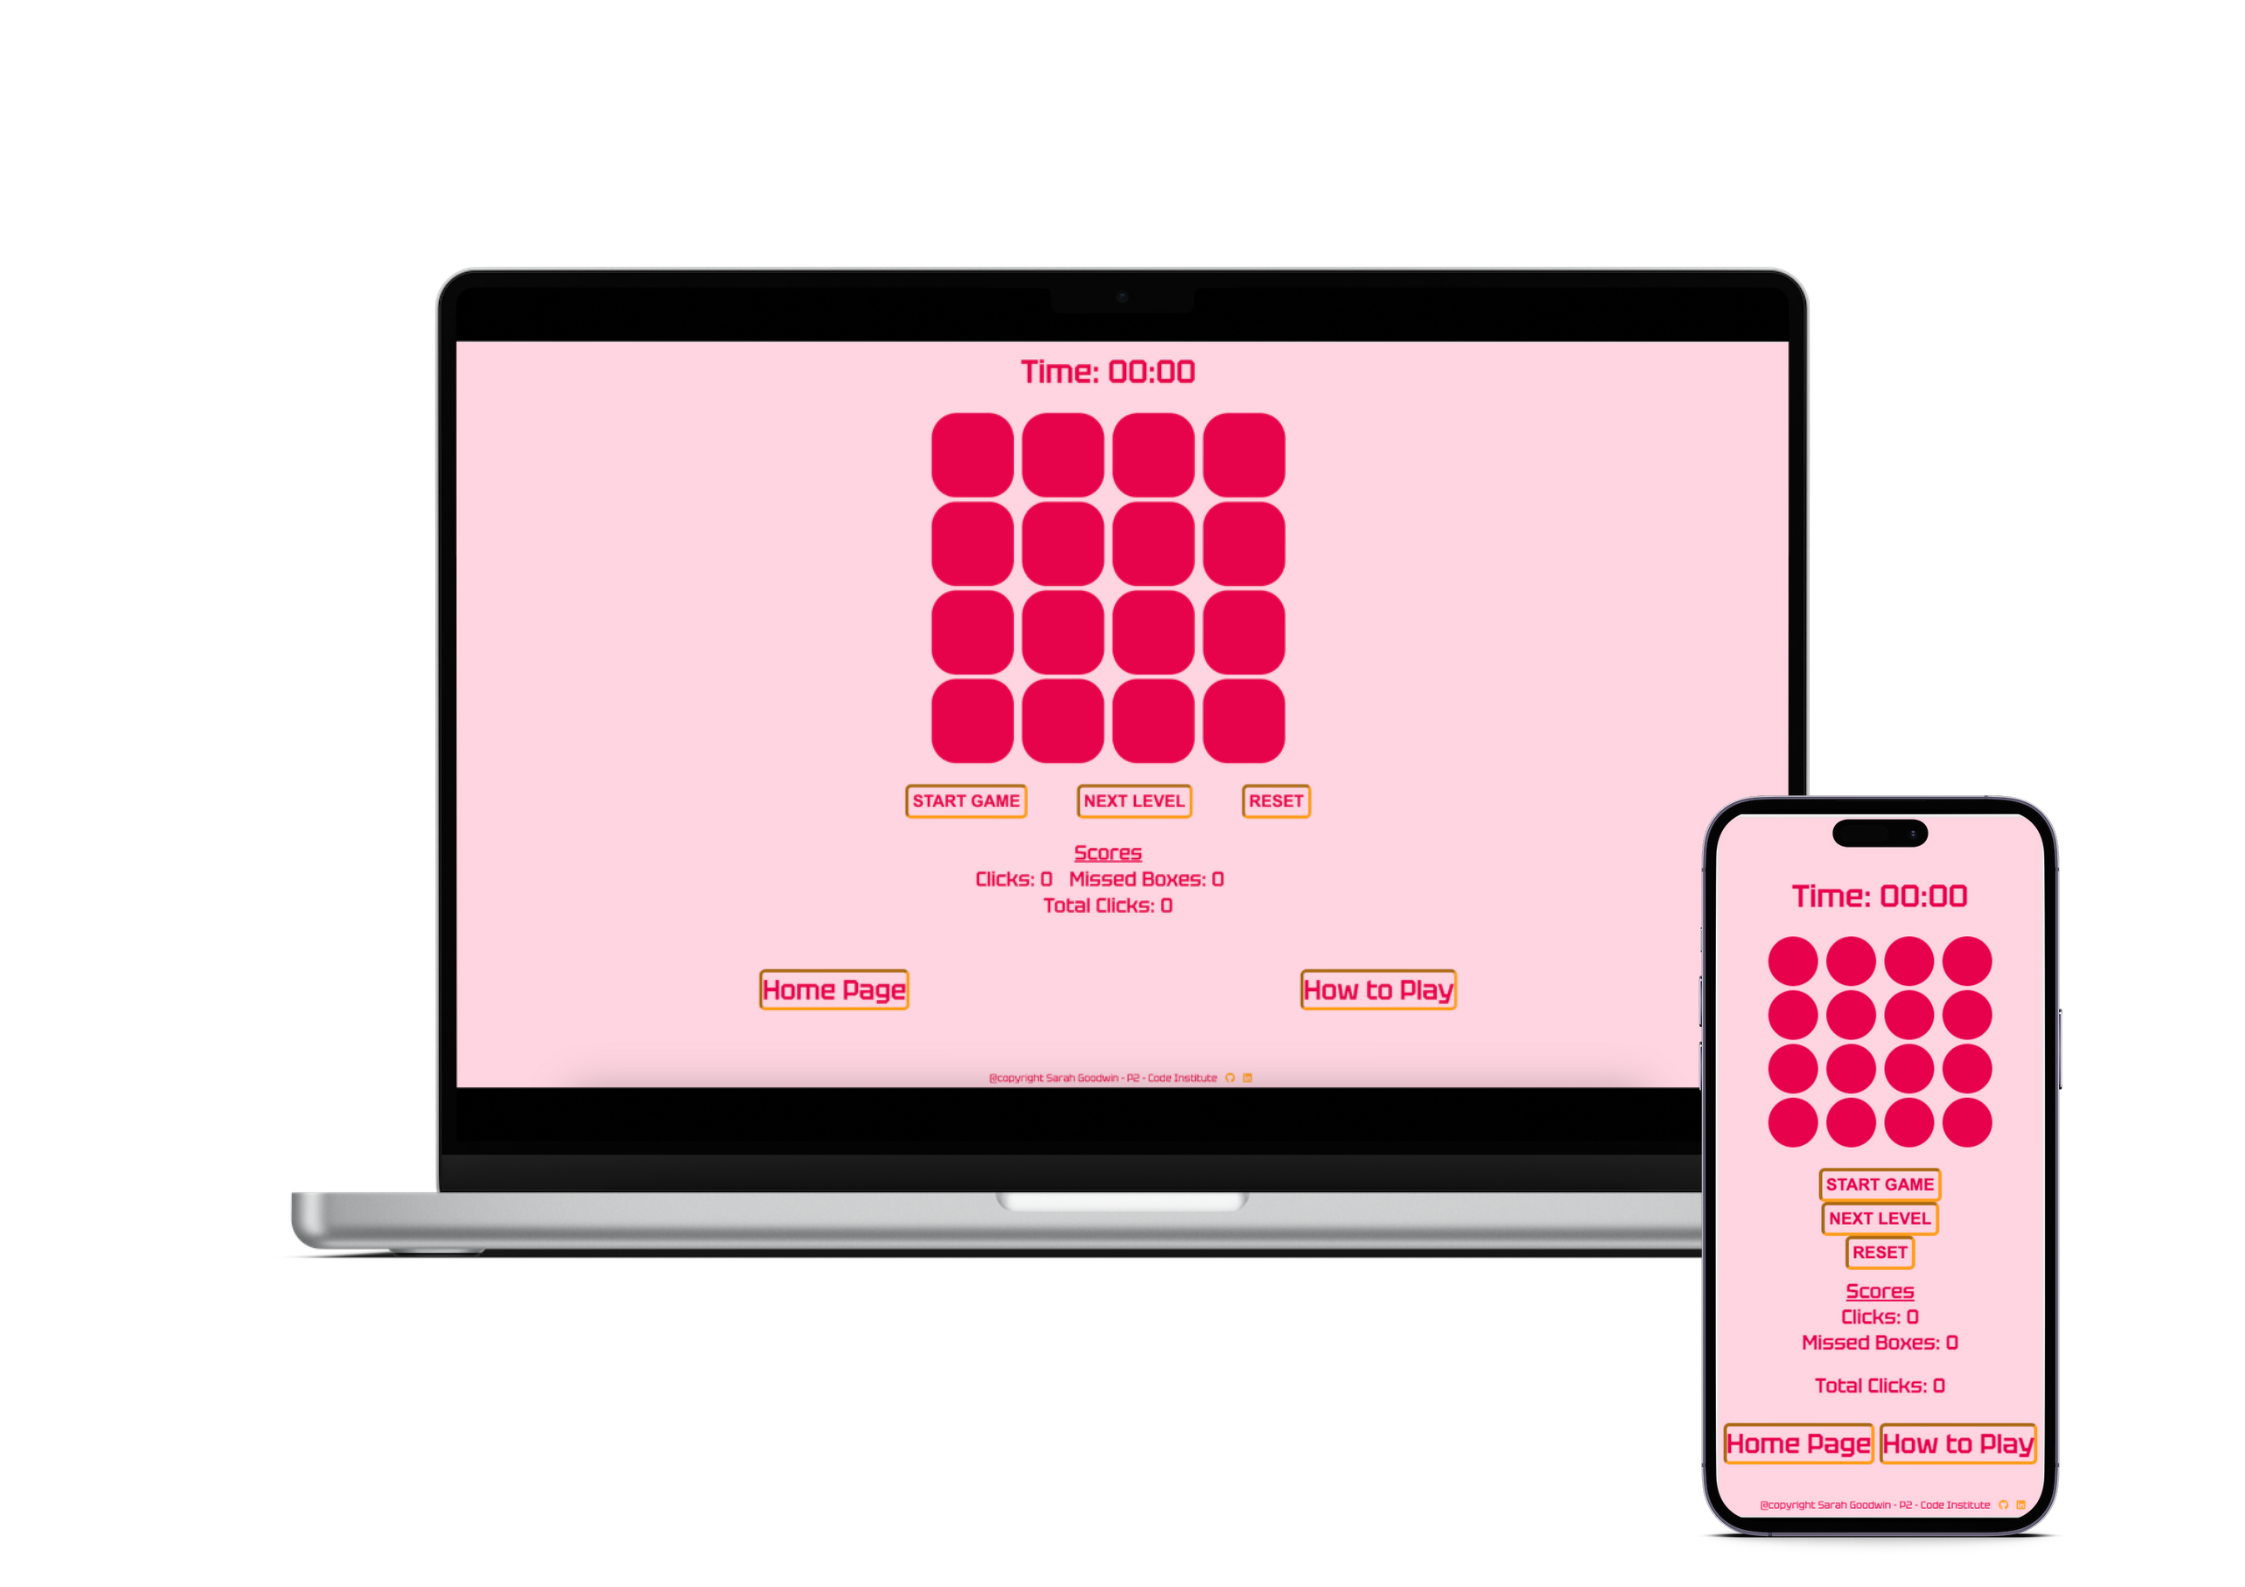 Time: 00:00
START GAME NEXT LEVEL RESET
Scores
Clicks: 0 Missed Boxes: 0
Total Clicks: 0
Home Page How to Play
@copyright Sarah Goodwin - P2 - Code Institute
Time: 00:00
START GAME
NEXT LEVEL
RESET
Scores
Clicks: 0
Missed Boxes: 0
Total Clicks: 0
Home Page How to Play
@copyright Sarah Goodwin - P2 - Code Institute